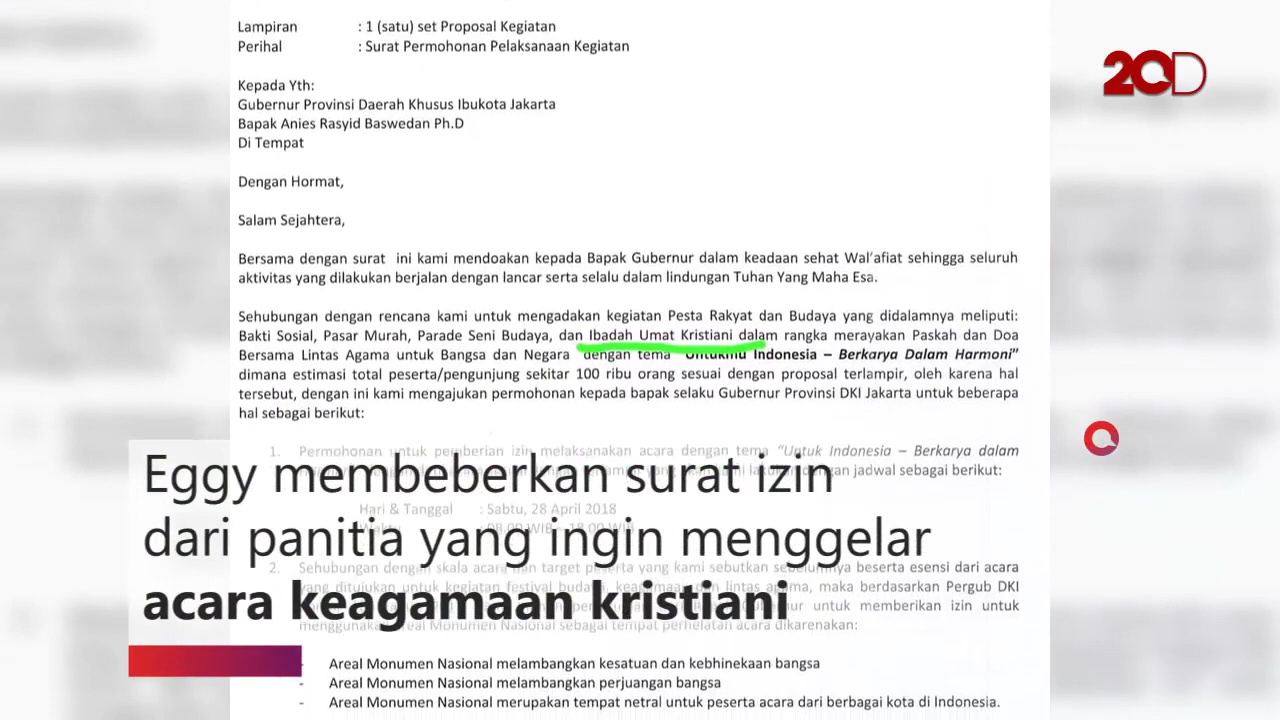 Lampiran : 1 (satu) set Proposal Kegiatan
Perihal : Surat Permohonan Pelaksanaan Kegiatan
20D
Kepada Yth:
Gubernur Provinsi Daerah Khusus Ibukota Jakarta
Bapak Anies Rasyid Baswedan Ph.D
Di Tempat
Dengan Hormat,
Salam Sejahtera,
Bersama dengan surat ini kami mendoakan kepada Bapak Gubernur dalam keadaan sehat Wal'afiat sehingga seluruh
aktivitas yang dilakukan berjalan dengan lancar serta selalu dalam lindungan Tuhan Yang Maha Esa.
Sehubungan dengan rencana kami untuk mengadakan kegiatan Pesta Rakyat dan Budaya yang didalamnya meliputi:
Bakti Sosial, Pasar Murah, Parade Seni Budaya, dan Ibadah Umat Kristiani dalam rangka merayakan Paskah dan Doa
Bersama Lintas Agama untuk Bangsa dan Negara dengan tema "Untukmu Indonesia – Berkarya Dalam Harmoni"
dimana estimasi total peserta/pengunjung sekitar 100 ribu orang sesuai dengan proposal terlampir, oleh karena hal
tersebut, dengan ini kami mengajukan permohonan kepada bapak selaku Gubernur Provinsi DKI Jakarta untuk beberapa
hal sebagai berikut:
1. Permohonan untuk pemberian izin melaksanakan acara dengan tema "Untuk Indonesia – Berkarya dalam
dengan jadwal sebagai berikut:
Hari & Tanggal : Sabtu, 28 April 2018
2. Sehubungan dengan skala acara dan target peserta yang kami sebutkan sebelumnya beserta esensi dari acara
yang ditujukan untuk kegiatan festival budaya, keagamaan dan lintas agama, maka berdasarkan Pergub DKI
untuk memberikan izin untuk
menggunakan Areal Monumen Nasional sebagai tempat perhelatan acara dikarenakan:
Eggy membeberkan surat izin
dari panitia yang ingin menggelar
acara keagamaan kristiani
- Areal Monumen Nasional melambangkan kesatuan dan kebhinekaan bangsa
- Areal Monumen Nasional melambangkan perjuangan bangsa
- Areal Monumen Nasional merupakan tempat netral untuk peserta acara dari berbagai kota di Indonesia.